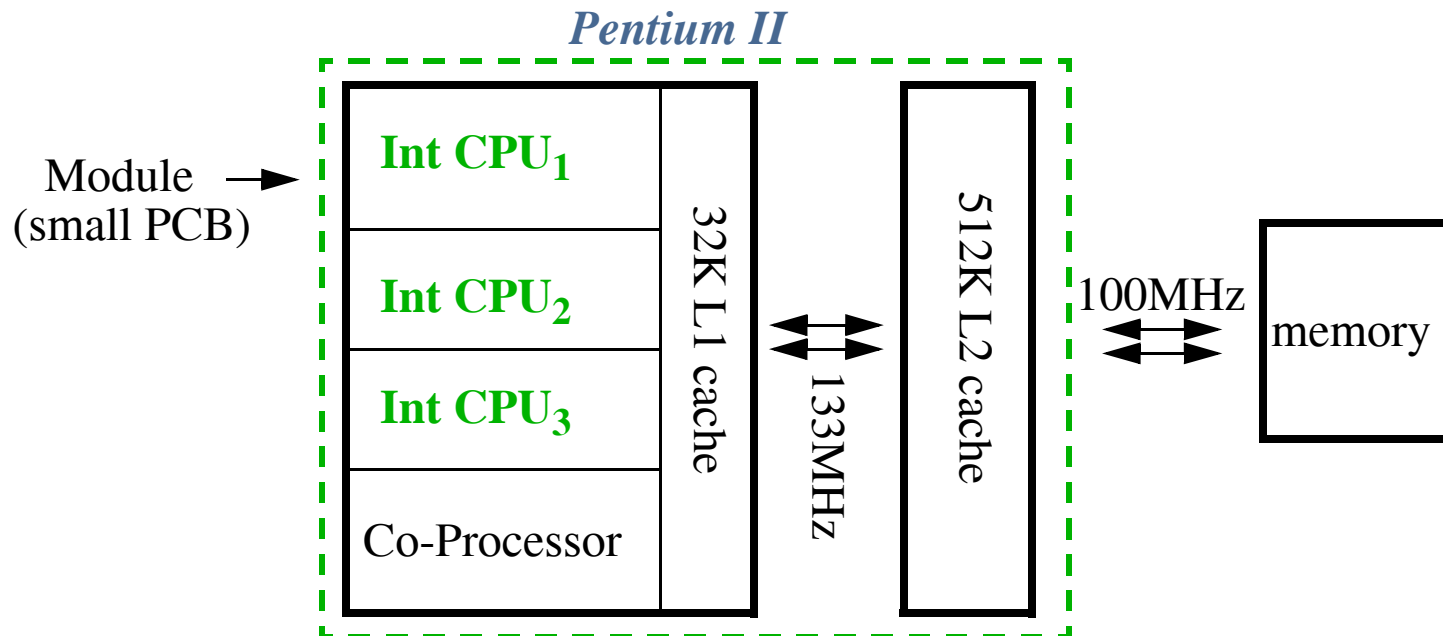 Pentium II
Module
(small PCB)
Int CPU₁
Int CPU₂
Int CPU₃
Co-Processor
32K L1 cache
133MHz
512K L2 cache
100MHz
memory